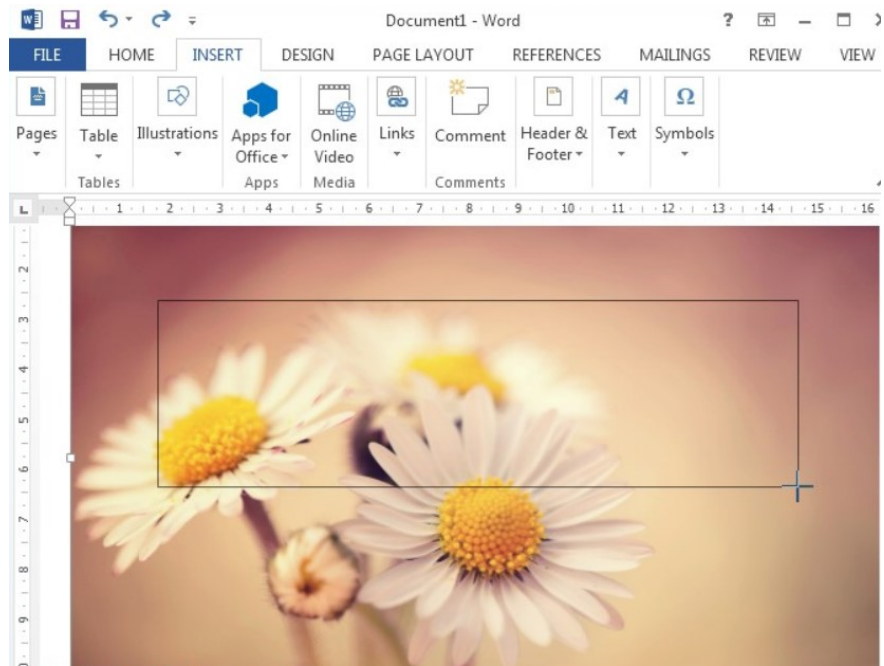 Document1 - Word
FILE HOME INSERT DESIGN PAGE LAYOUT REFERENCES MAILINGS REVIEW VIEW
Pages Table Illustrations Apps for Office Online Video Links Comment Header & Footer Text Symbols
Tables Apps Media Comments
1 2 3 4 5 6 7 8 9 10 11 12 13 14 15 16
2
3
4
5
6
7
8
9